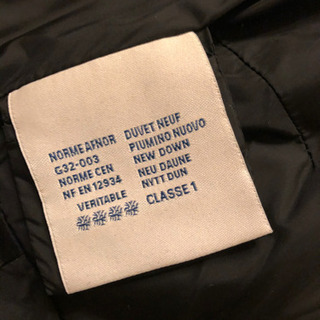 NORME AFNOR
G32-003
NORME CEN
NF EN 12934
VERITABLE
DUVET NEUF
PIUMINO NUOVO
NEW DOWN
NEU DAUNE
NYTT DUN
CLASSE 1